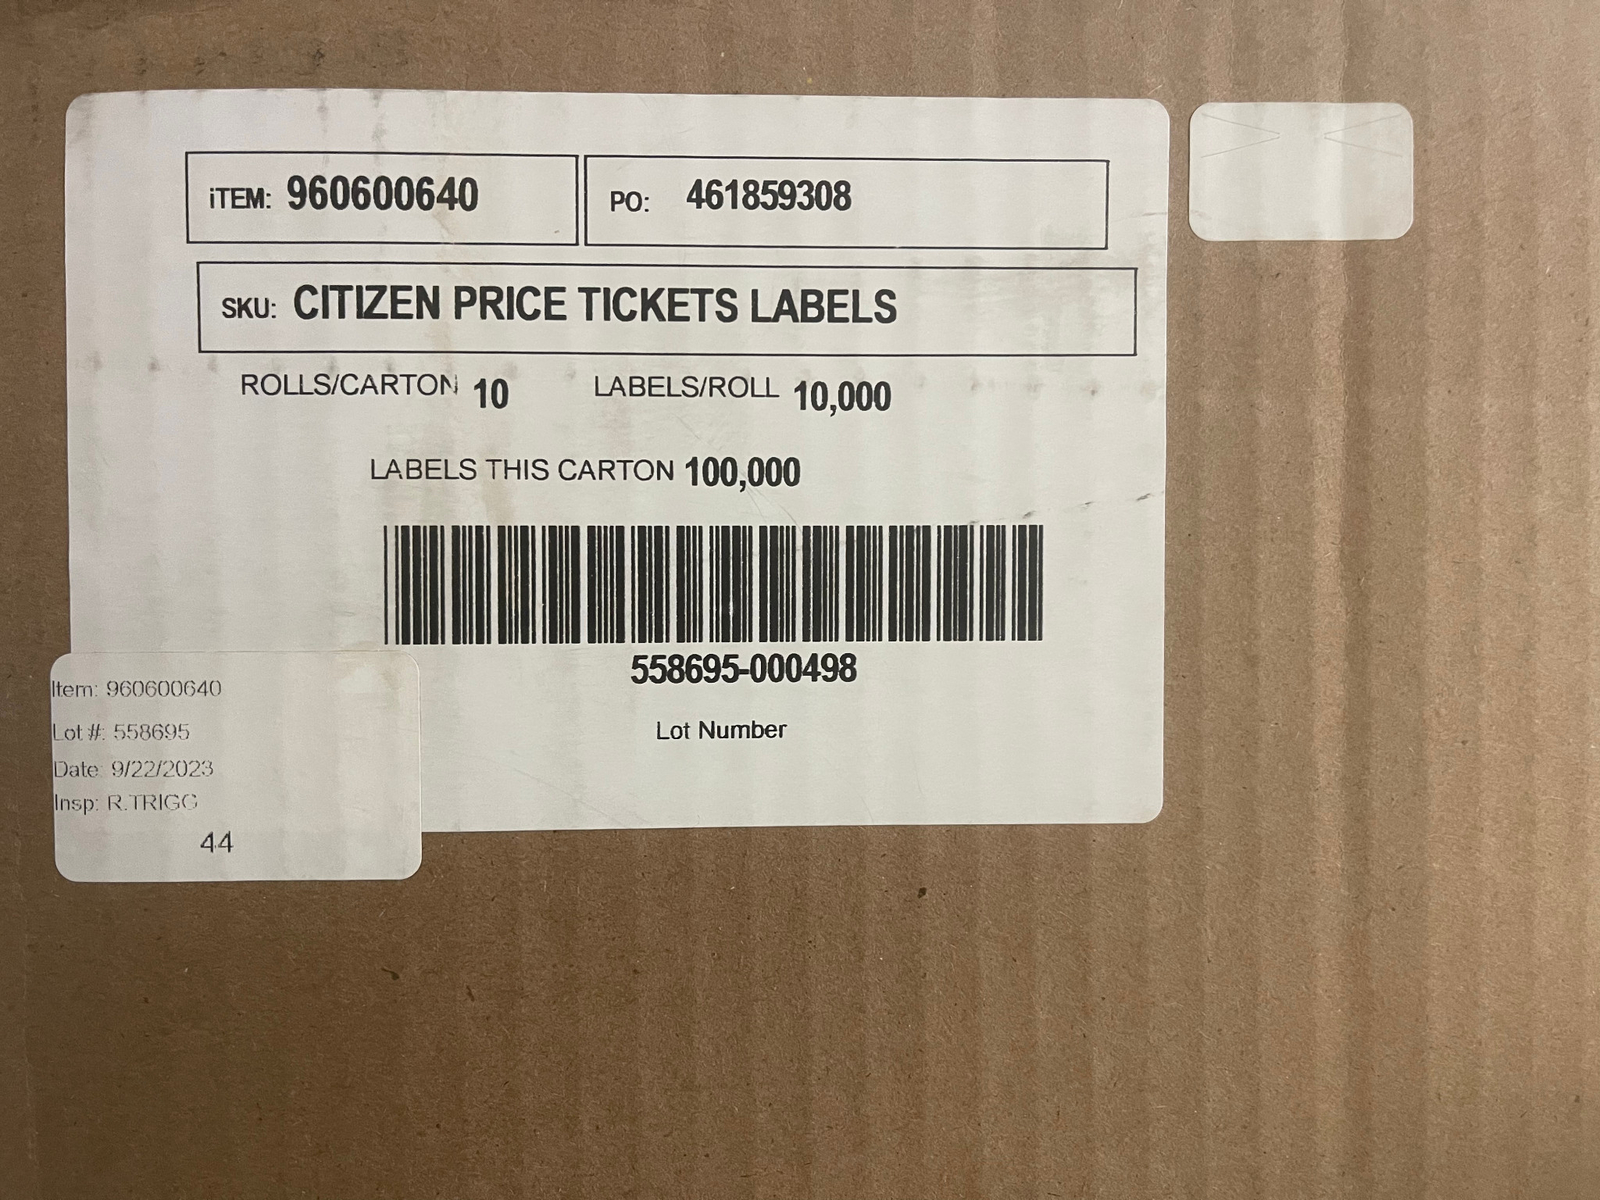 iTEM: 960600640
PO: 461859308
SKU: CITIZEN PRICE TICKETS LABELS
ROLLS/CARTON 10 LABELS/ROLL 10,000
LABELS THIS CARTON 100,000
558695-000498
Lot Number
Item: 960600640
Lot #: 558695
Date: 9/22/2023
Insp: R.TRIGG
44